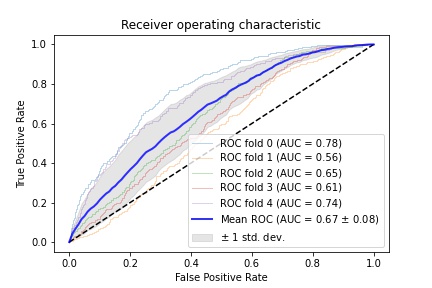 Receiver operating characteristic
True Positive Rate
1.0
0.8
0.6
0.4
0.2
0.0
ROC fold 0 (AUC = 0.78)
ROC fold 1 (AUC = 0.56)
ROC fold 2 (AUC = 0.65)
ROC fold 3 (AUC = 0.61)
ROC fold 4 (AUC = 0.74)
Mean ROC (AUC = 0.67 ± 0.08)
± 1 std. dev.
0.0 0.2 0.4 0.6 0.8 1.0
False Positive Rate